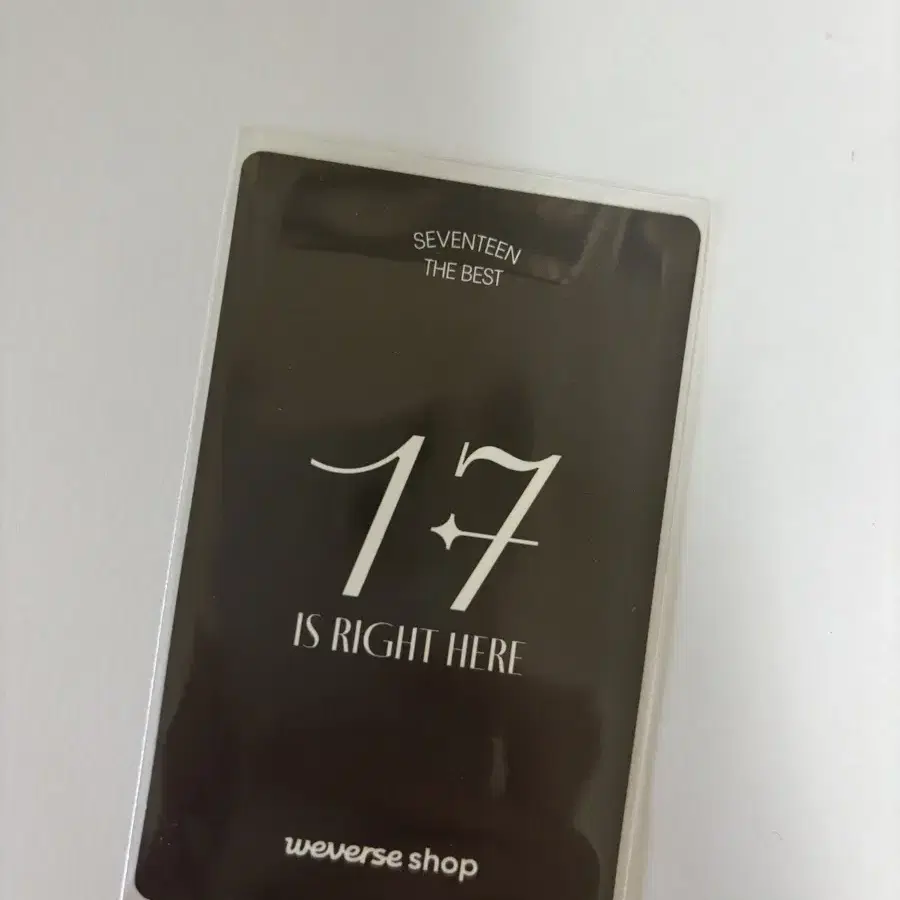 SEVENTEEN
THE BEST
17
IS RIGHT HERE
weverse shop